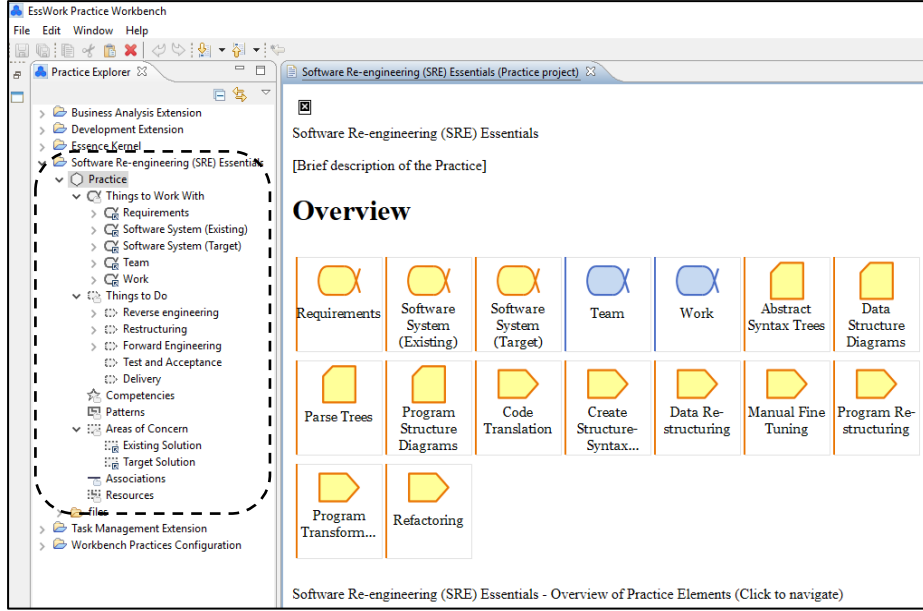 EssWork Practice Workbench
File Edit Window Help
Practice Explorer
Business Analysis Extension
Development Extension
Essence Kernel
Software Re-engineering (SRE) Essentials
Practice
Things to Work With
Requirements
Software System (Existing)
Software System (Target)
Team
Work
Things to Do
Reverse engineering
Restructuring
Forward Engineering
Test and Acceptance
Delivery
Competencies
Patterns
Areas of Concern
Existing Solution
Target Solution
Associations
Resources
files
Task Management Extension
Workbench Practices Configuration
Software Re-engineering (SRE) Essentials (Practice project)
Software Re-engineering (SRE) Essentials
[Brief description of the Practice]
Overview
Requirements
Software
System
(Existing)
Software
System
(Target)
Team
Work
Abstract
Syntax Trees
Data
Structure
Diagrams
Parse Trees
Program
Structure
Diagrams
Code
Translation
Create
Structure-
Syntax...
Data Re-
structuring
Manual Fine
Tuning
Program Re-
structuring
Program
Transform...
Refactoring
Software Re-engineering (SRE) Essentials - Overview of Practice Elements (Click to navigate)